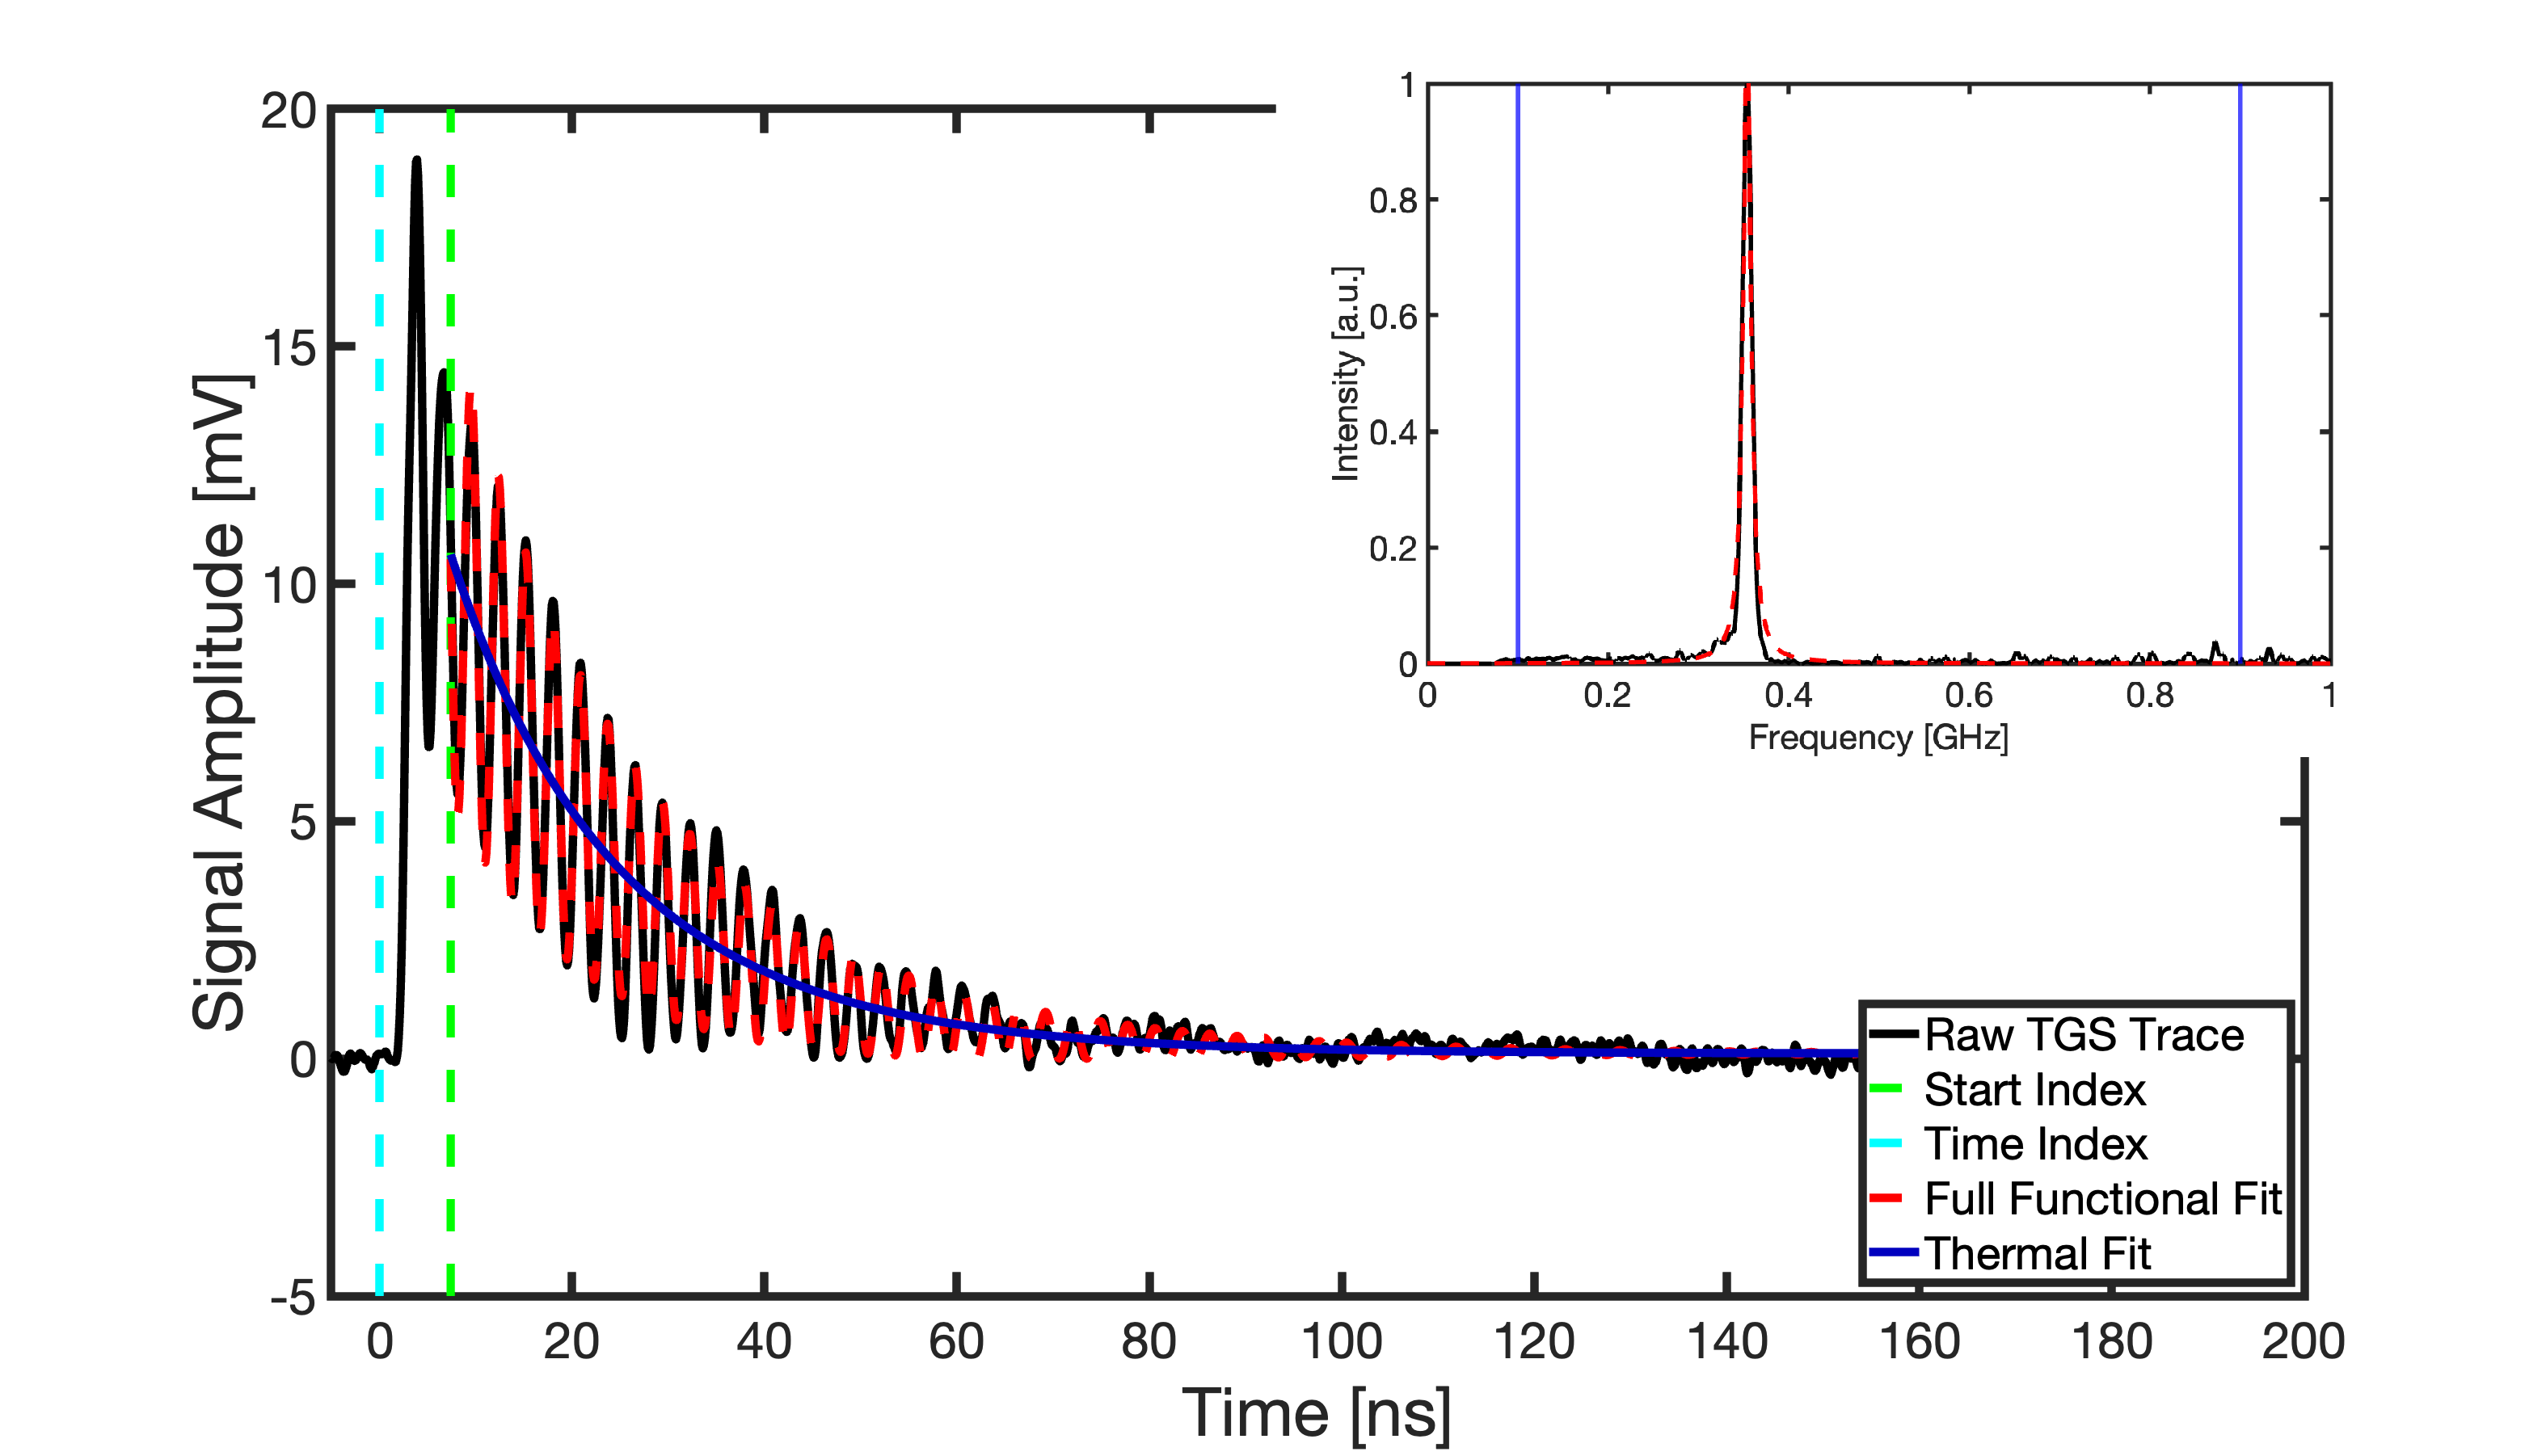 20
15
10
5
0
-5
Signal Amplitude [mV]
0 20 40 60 80 100 120 140 160 180 200
Time [ns]
1
0.8
0.6
0.4
0.2
0
Intensity [a.u.]
0 0.2 0.4 0.6 0.8 1
Frequency [GHz]
Raw TGS Trace
Start Index
Time Index
Full Functional Fit
Thermal Fit